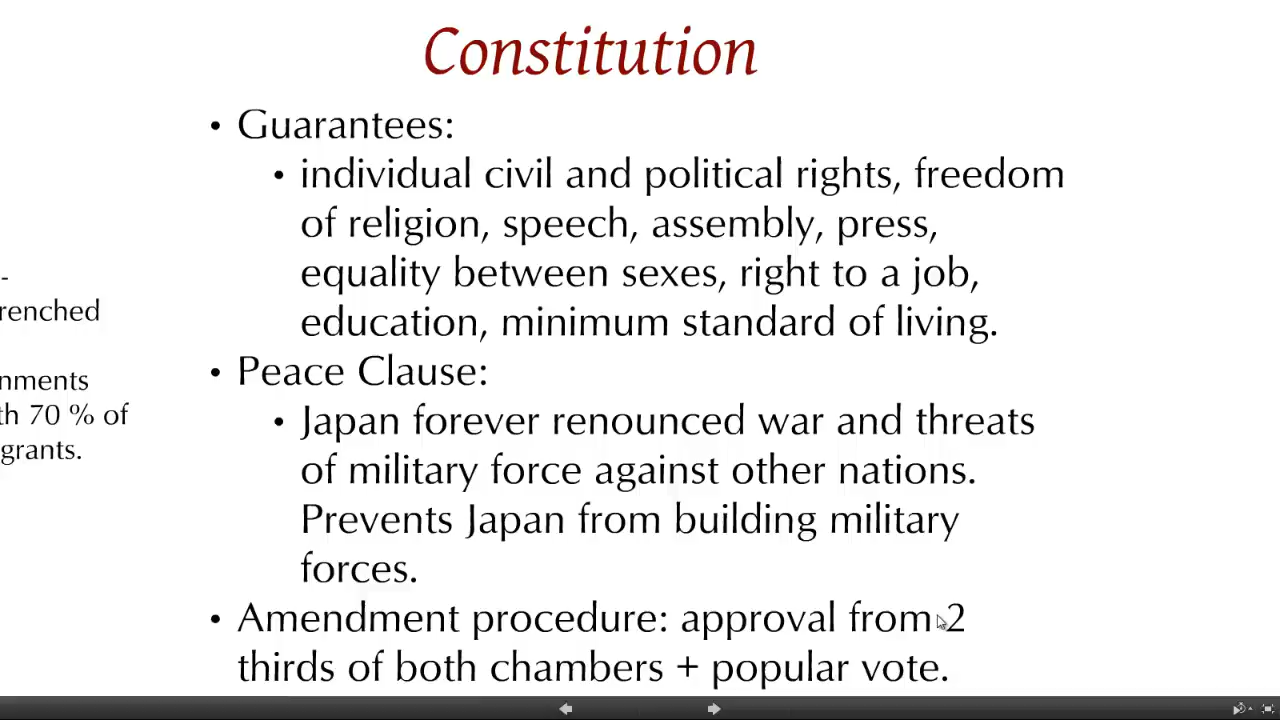 Constitution
• Guarantees:
• individual civil and political rights, freedom
of religion, speech, assembly, press,
equality between sexes, right to a job,
education, minimum standard of living.
• Peace Clause:
• Japan forever renounced war and threats
of military force against other nations.
Prevents Japan from building military
forces.
• Amendment procedure: approval from 2
thirds of both chambers + popular vote.
-
renched
nments
th 70 % of
grants.